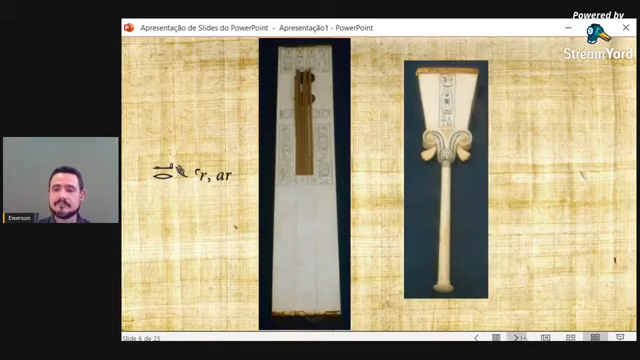 Powered by
StreamYard
Apresentação de Slides do PowerPoint - Apresentação1 - PowerPoint
ꜥr, ar
Ewerson
Slide 6 de 25